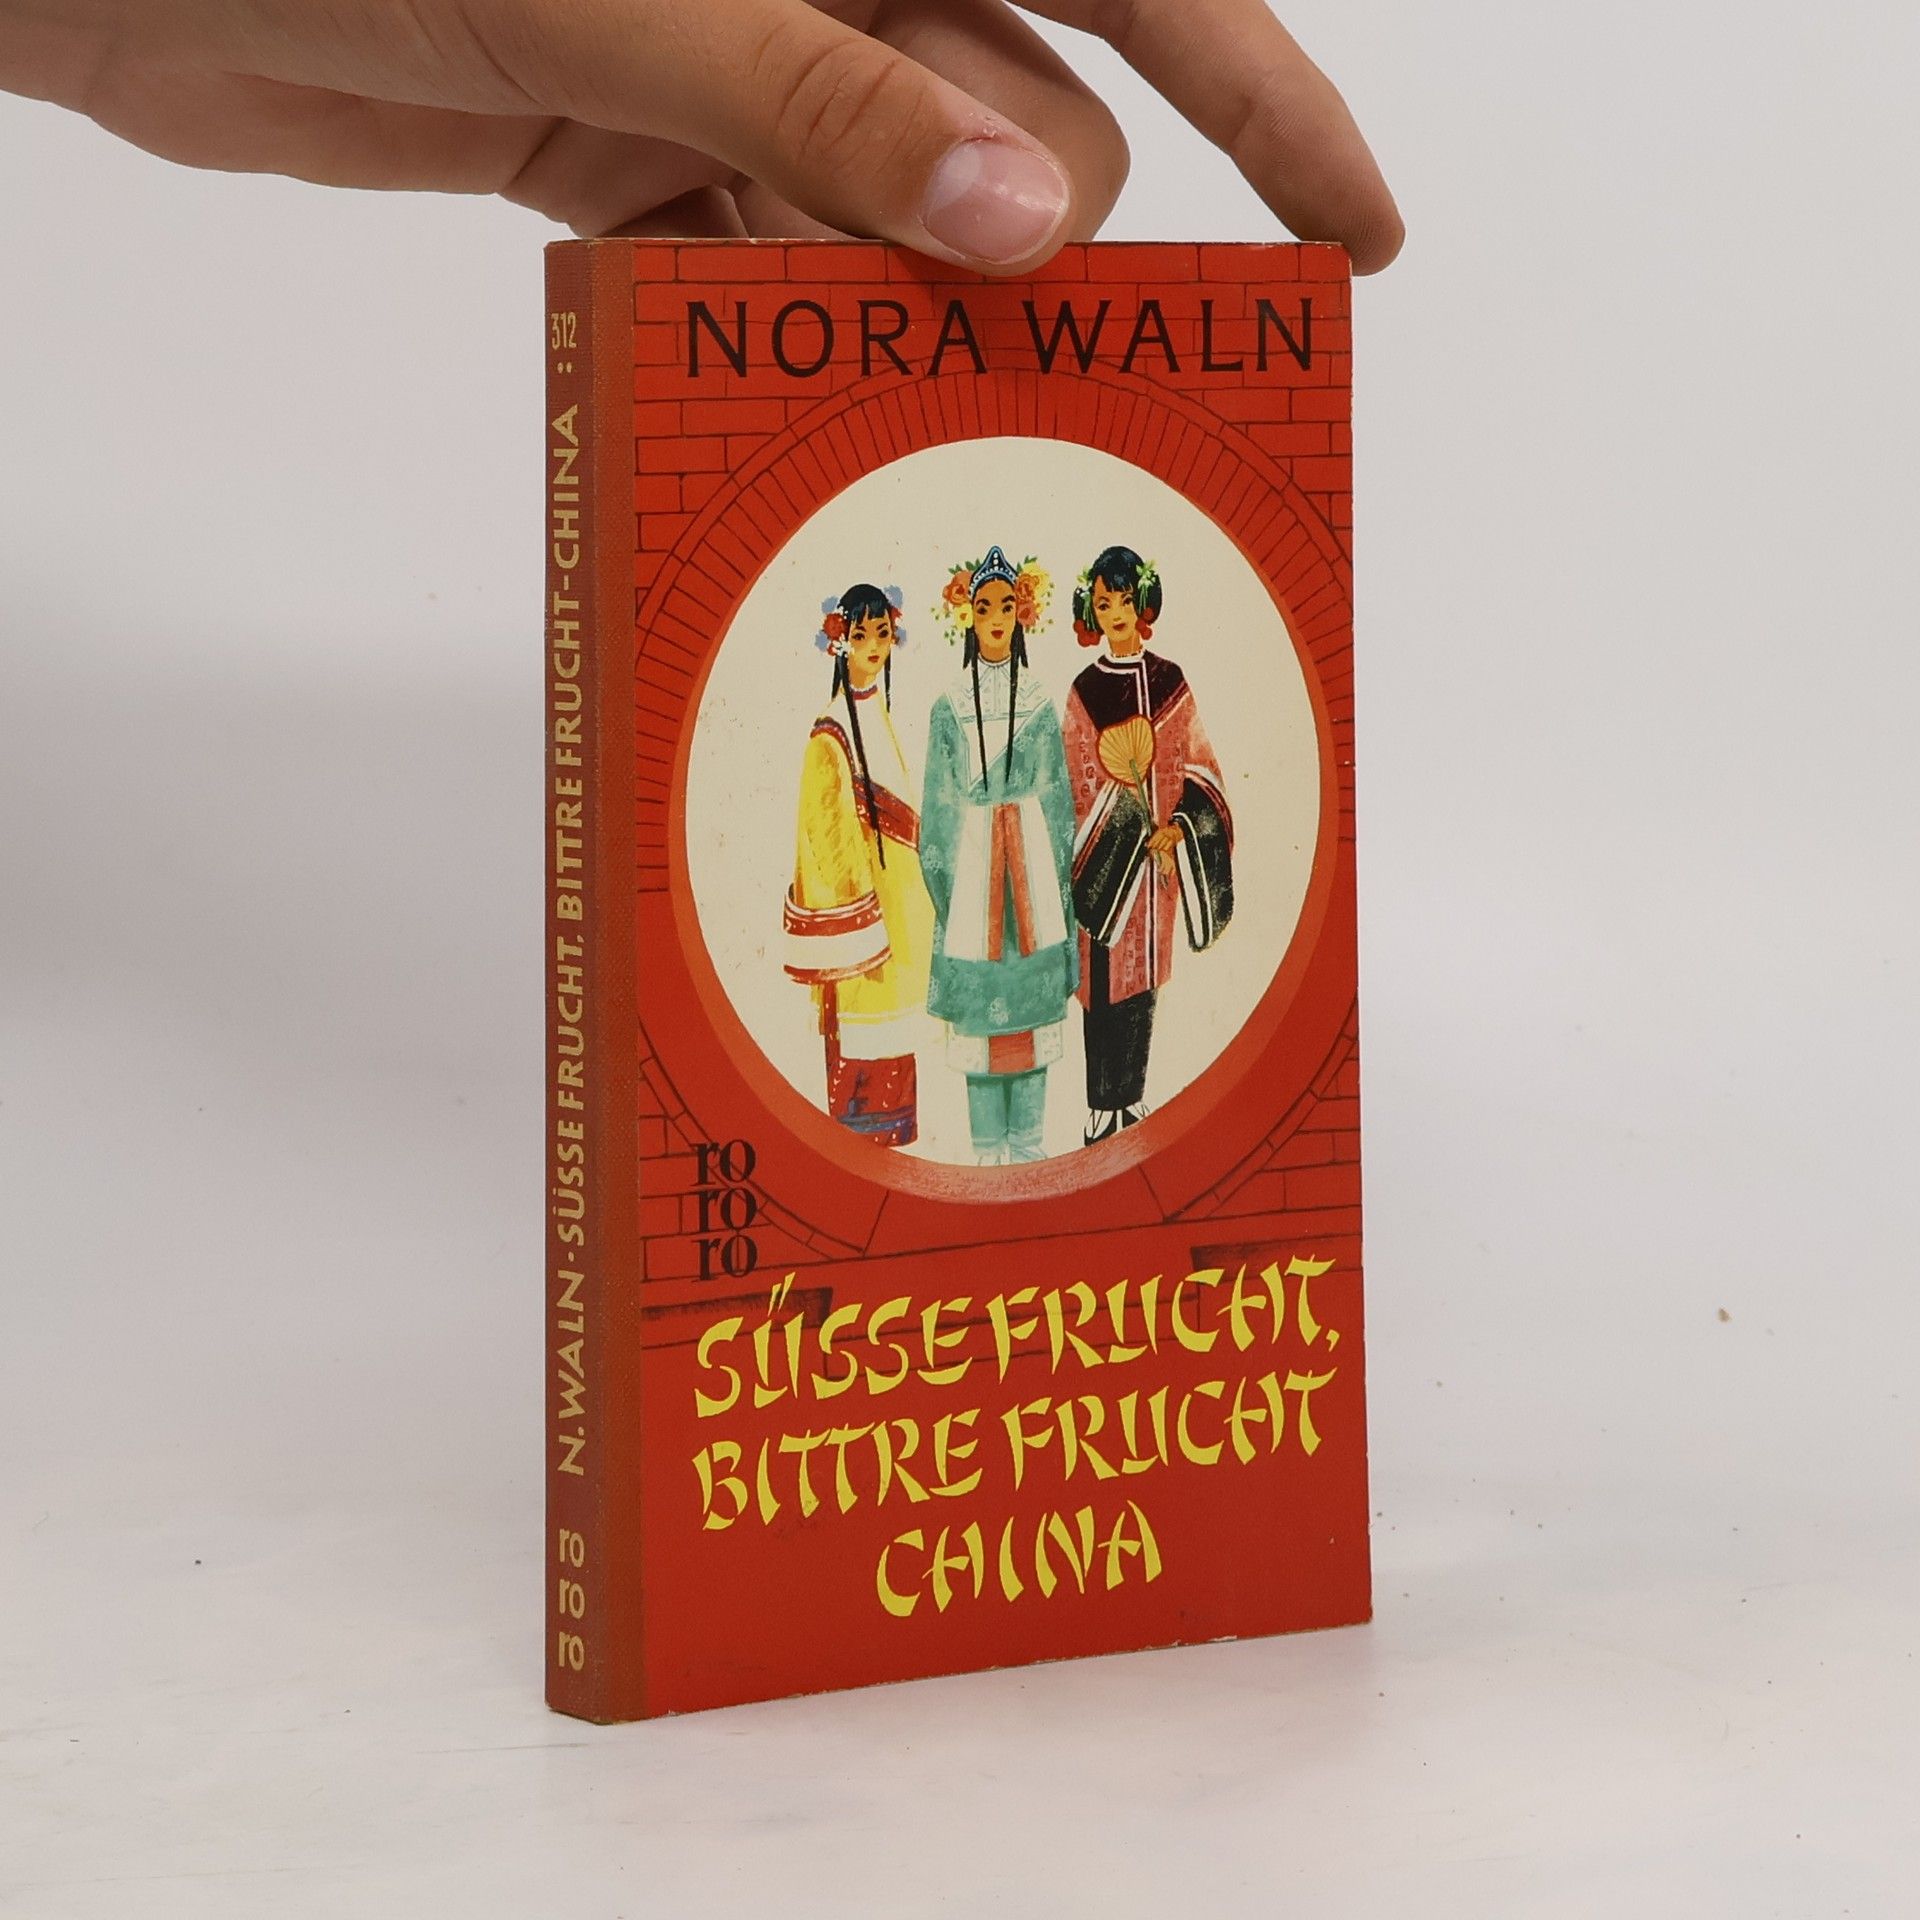 NORA WALN
ro
ro
ro
SÜSSE FRUCHT,
BITTRE FRUCHT
CHINA
N. WALN · SÜSSE FRUCHT, BITTRE FRUCHT - CHINA : 312
ro
ro
ro